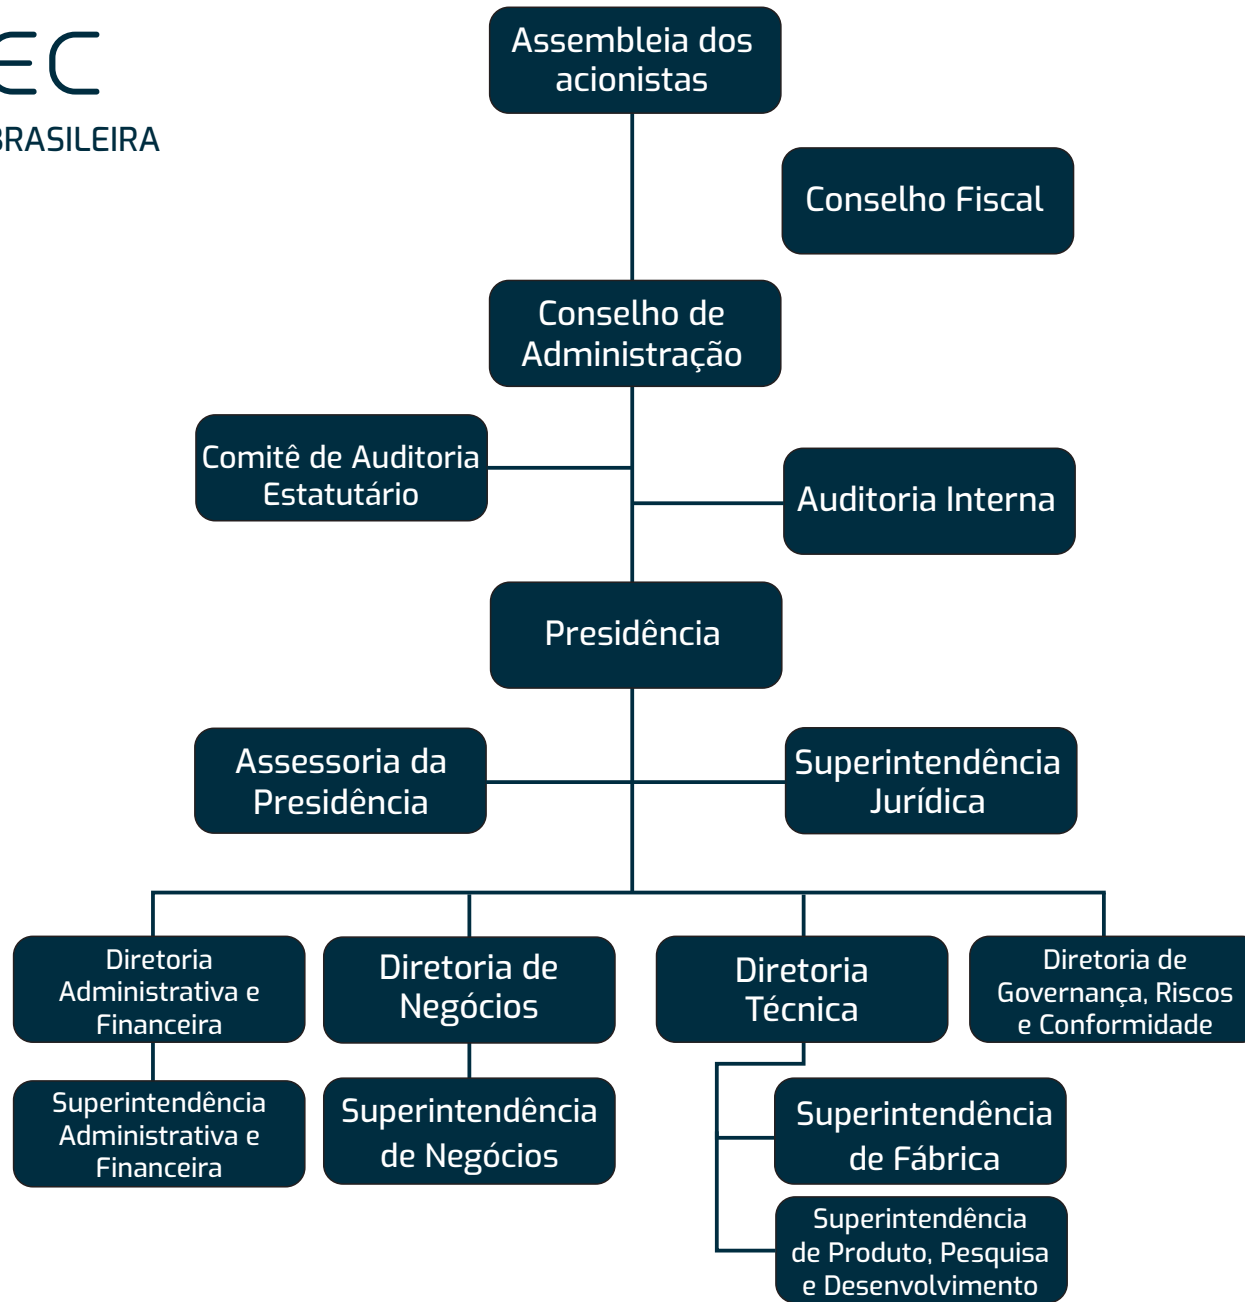 EC
BRASILEIRA
Assembleia dos
acionistas
Conselho Fiscal
Conselho de
Administração
Comitê de Auditoria
Estatutário
Auditoria Interna
Presidência
Assessoria da
Presidência
Superintendência
Jurídica
Diretoria
Administrativa e
Financeira
Diretoria de
Negócios
Diretoria
Técnica
Diretoria de
Governança, Riscos
e Conformidade
Superintendência
Administrativa e
Financeira
Superintendência
de Negócios
Superintendência
de Fábrica
Superintendência
de Produto, Pesquisa
e Desenvolvimento